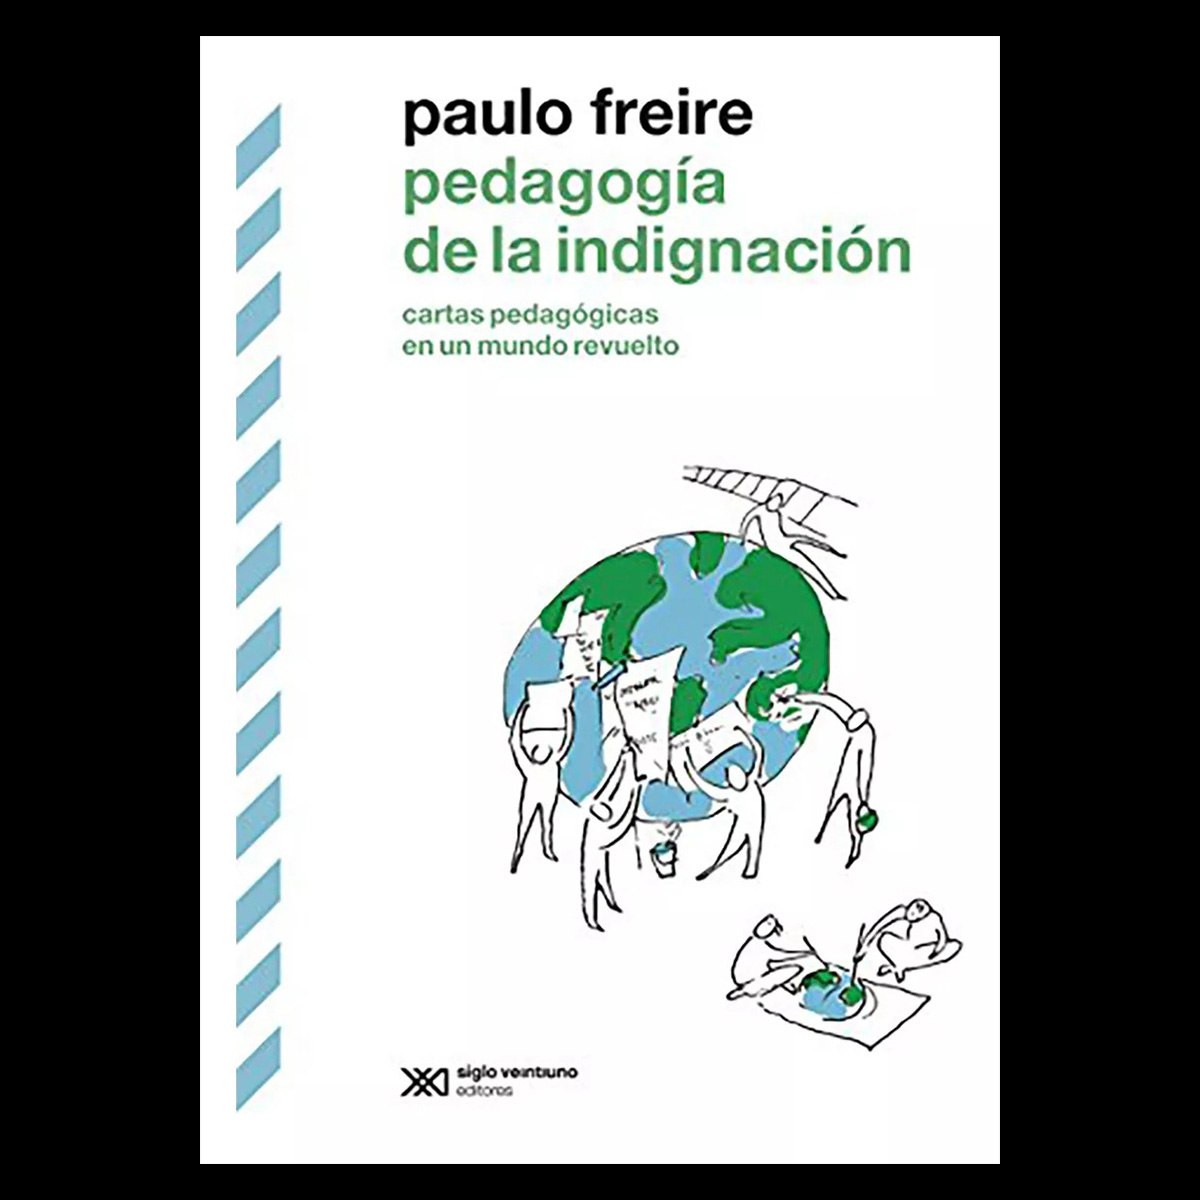 paulo freire
pedagogía
de la indignación
cartas pedagógicas
en un mundo revuelto
siglo veintiuno
editores